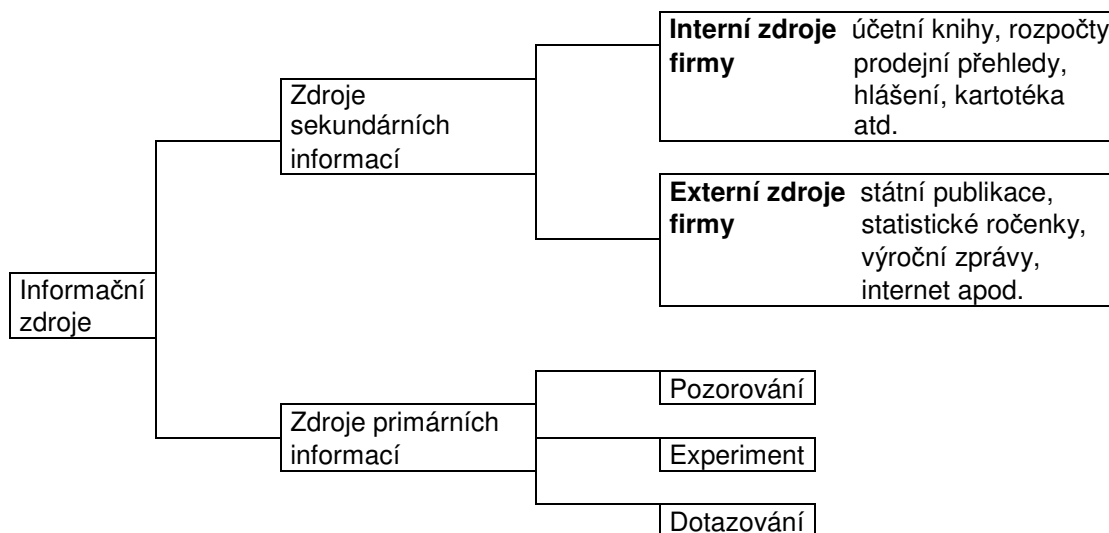 Interní zdroje účetní knihy, rozpočty
firmy prodejní přehledy,
hlášení, kartotéka
atd.
Zdroje
sekundárních
informací
Externí zdroje státní publikace,
firmy statistické ročenky,
výroční zprávy,
internet apod.
Informační
zdroje
Pozorování
Zdroje primárních
informací
Experiment
Dotazování